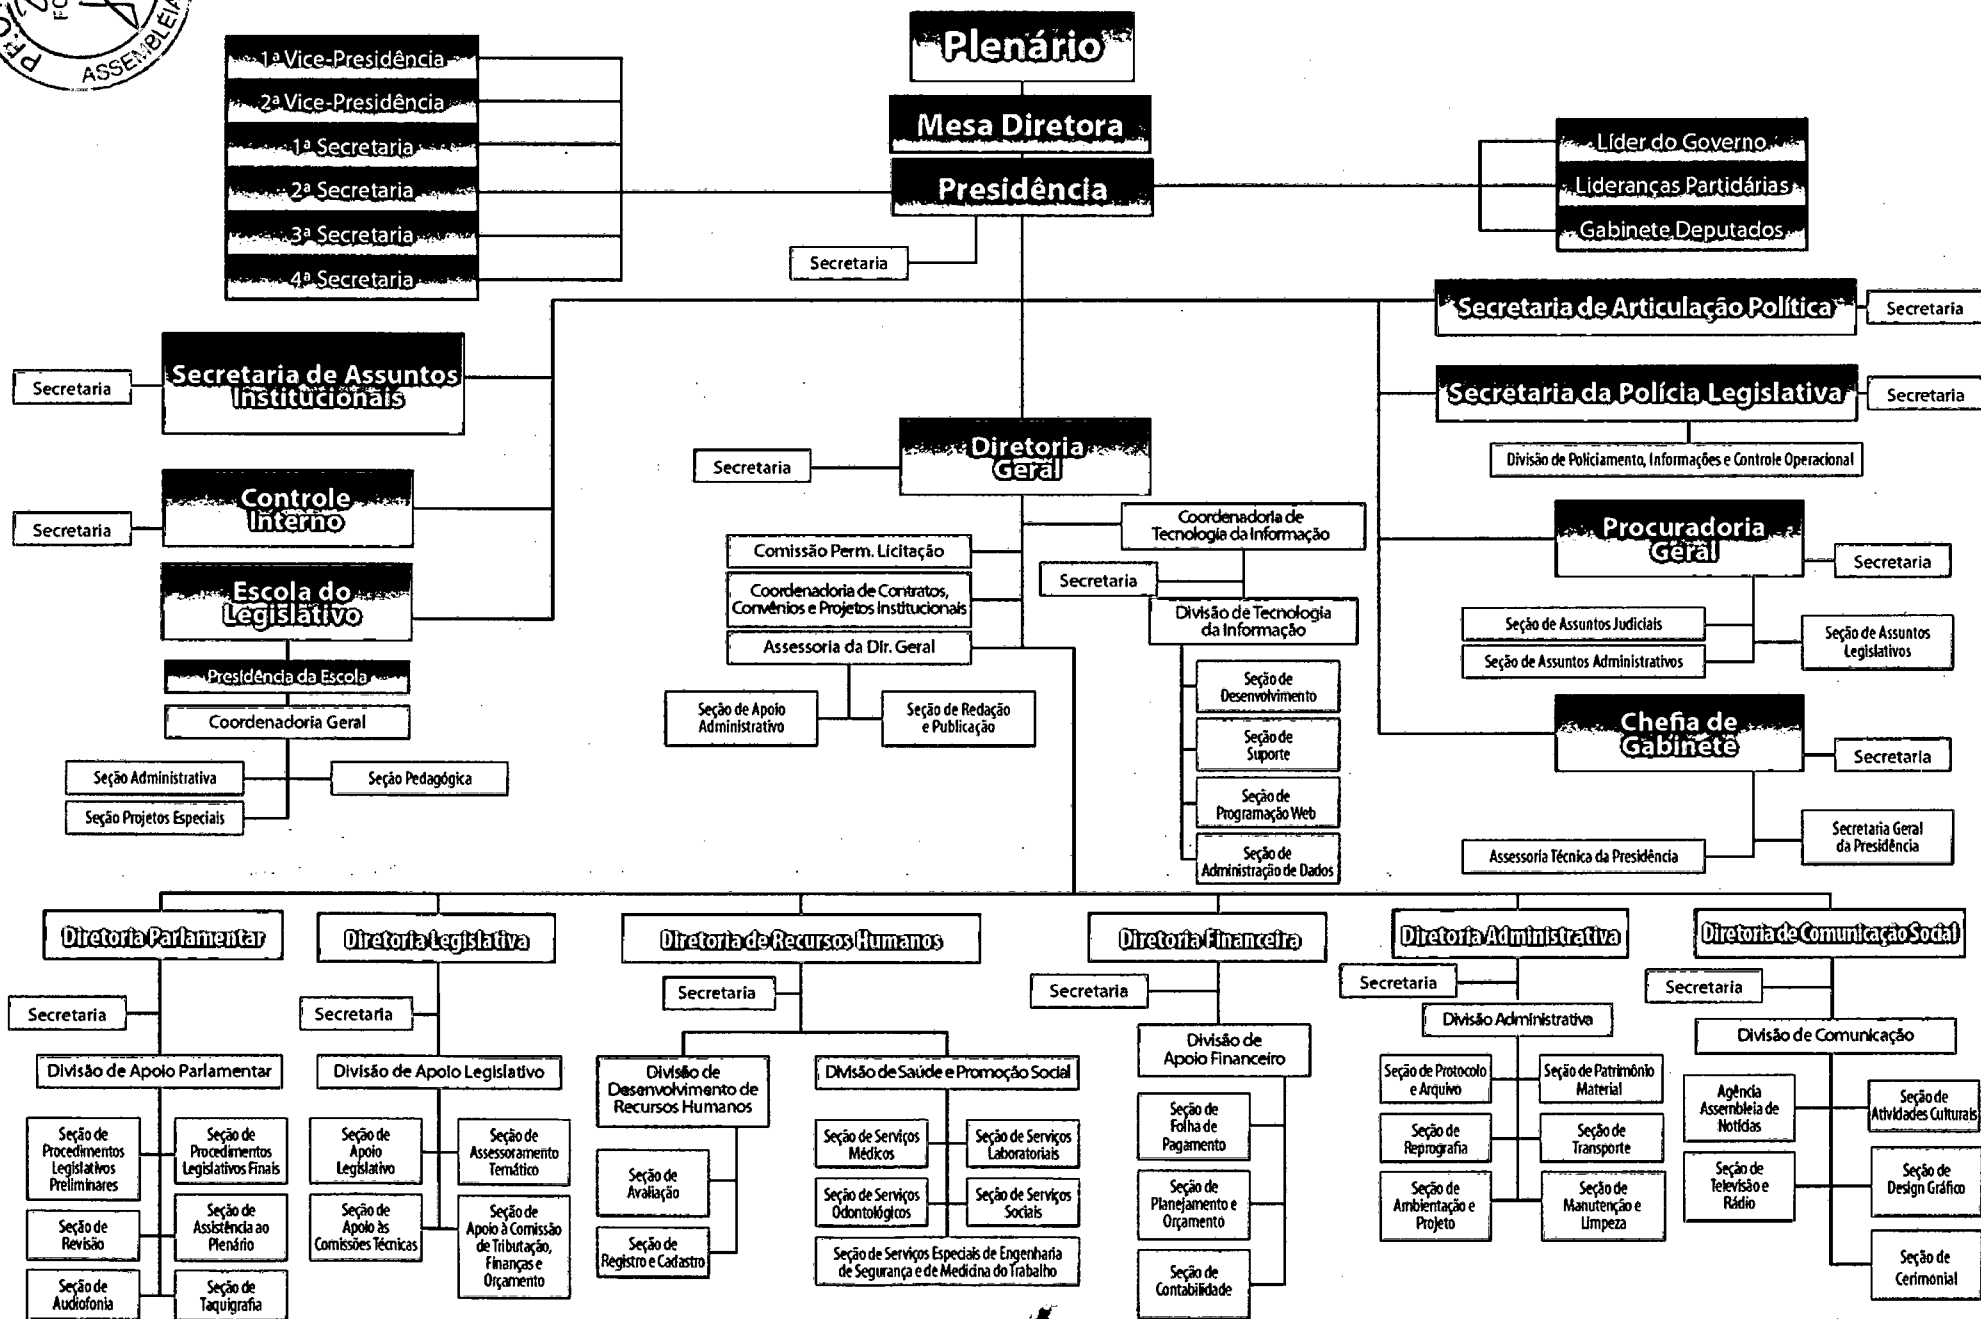 ASSEMBLÉIA
Plenário
Mesa Diretora
Presidência
Secretaria
1ª Vice-Presidência
2ª Vice-Presidência
1ª Secretaria
2ª Secretaria
3ª Secretaria
4ª Secretaria
Líder do Governo
Lideranças Partidárias
Gabinete Deputados
Secretaria de Articulação Política
Secretaria
Secretaria da Polícia Legislativa
Secretaria
Divisão de Policiamento, Informações e Controle Operacional
Secretaria de Assuntos
Institucionais
Secretaria
Controle
Interno
Secretaria
Escola do
Legislativo
Presidência da Escola
Coordenadoria Geral
Seção Administrativa
Seção Pedagógica
Seção Projetos Especiais
Diretoria
Geral
Secretaria
Comissão Perm. Licitação
Coordenadoria de Contratos,
Convênios e Projetos Institucionais
Assessoria da Dir. Geral
Seção de Apoio
Administrativo
Seção de Redação
e Publicação
Coordenadoria de
Tecnologia da Informação
Secretaria
Divisão de Tecnologia
da Informação
Seção de
Desenvolvimento
Seção de
Suporte
Seção de
Programação Web
Seção de
Administração de Dados
Procuradoria
Geral
Secretaria
Seção de Assuntos Judiciais
Seção de Assuntos Administrativos
Seção de Assuntos
Legislativos
Chefia de
Gabinete
Secretaria
Assessoria Técnica da Presidência
Secretaria Geral
da Presidência
Diretoria Parlamentar
Secretaria
Divisão de Apoio Parlamentar
Seção de
Procedimentos
Legislativos
Preliminares
Seção de
Procedimentos
Legislativos Finais
Seção de
Revisão
Seção de
Assistência ao
Plenário
Seção de
Audiofonia
Seção de
Taquigrafia
Diretoria Legislativa
Secretaria
Divisão de Apoio Legislativo
Seção de
Apoio
Legislativo
Seção de
Assessoramento
Temático
Seção de
Apoio às
Comissões Técnicas
Seção de
Apoio à Comissão
de Tributação,
Finanças e
Orçamento
Diretoria de Recursos Humanos
Secretaria
Divisão de
Desenvolvimento de
Recursos Humanos
Seção de
Avaliação
Seção de
Registro e Cadastro
Divisão de Saúde e Promoção Social
Seção de Serviços
Médicos
Seção de Serviços
Laboratoriais
Seção de Serviços
Odontológicos
Seção de Serviços
Sociais
Seção de Serviços Especiais de Engenharia
de Segurança e de Medicina do Trabalho
Diretoria Financeira
Secretaria
Divisão de
Apoio Financeiro
Seção de
Folha de
Pagamento
Seção de
Planejamento e
Orçamento
Seção de
Contabilidade
Diretoria Administrativa
Secretaria
Divisão Administrativa
Seção de Protocolo
e Arquivo
Seção de Patrimônio
Material
Seção de
Reprografia
Seção de
Transporte
Seção de
Ambientação e
Projeto
Seção de
Manutenção e
Limpeza
Diretoria de Comunicação Social
Secretaria
Divisão de Comunicação
Agência
Assembleia de
Notícias
Seção de
Atividades Culturais
Seção de
Televisão e
Rádio
Seção de
Design Gráfico
Seção de
Cerimonial